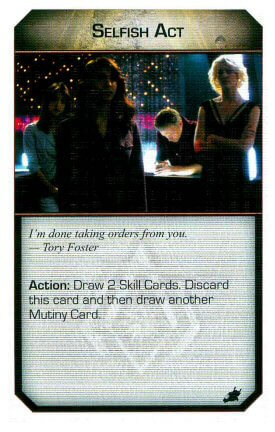 SELFISH ACT
I'm done taking orders from you.
— Tory Foster
Action: Draw 2 Skill Cards. Discard
this card and then draw another
Mutiny Card.